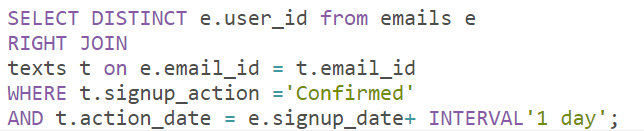 SELECT DISTINCT e.user_id from emails e
RIGHT JOIN
texts t on e.email_id = t.email_id
WHERE t.signup_action ='Confirmed'
AND t.action_date = e.signup_date+ INTERVAL'1 day';